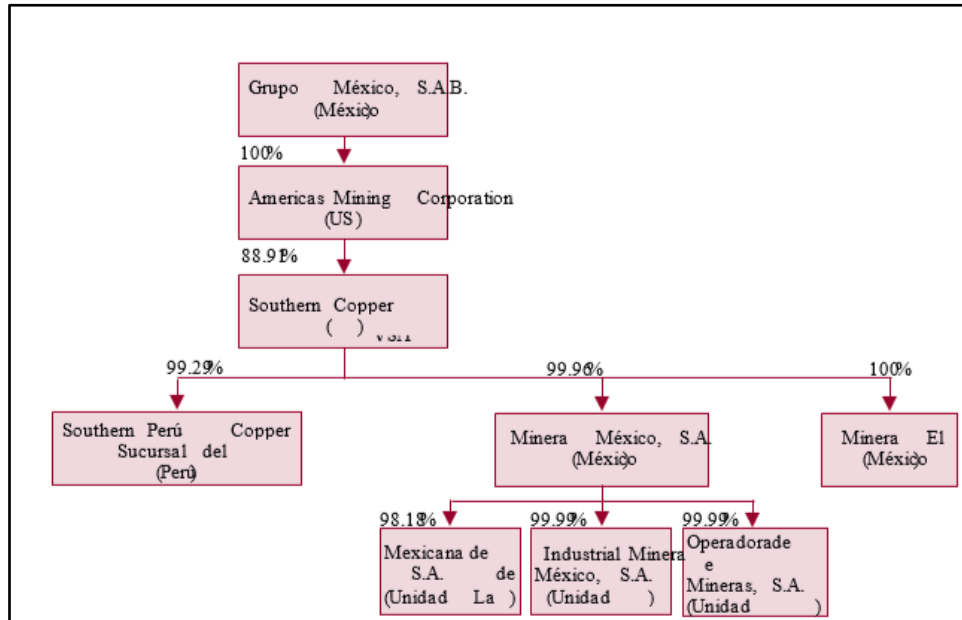 Grupo México, S.A.B.
(México)
100%
Americas Mining Corporation
(US)
88.91%
Southern Copper
( )
99.29%
99.96%
100%
Southern Perú Copper
Sucursal del
(Perú)
Minera México, S.A.
(México)
Minera El
(México)
98.18%
99.99%
99.99%
Mexicana de
S.A. de
(Unidad La )
Industrial Minera
México, S.A.
(Unidad )
Operadorade
e
Mineras, S.A.
(Unidad )